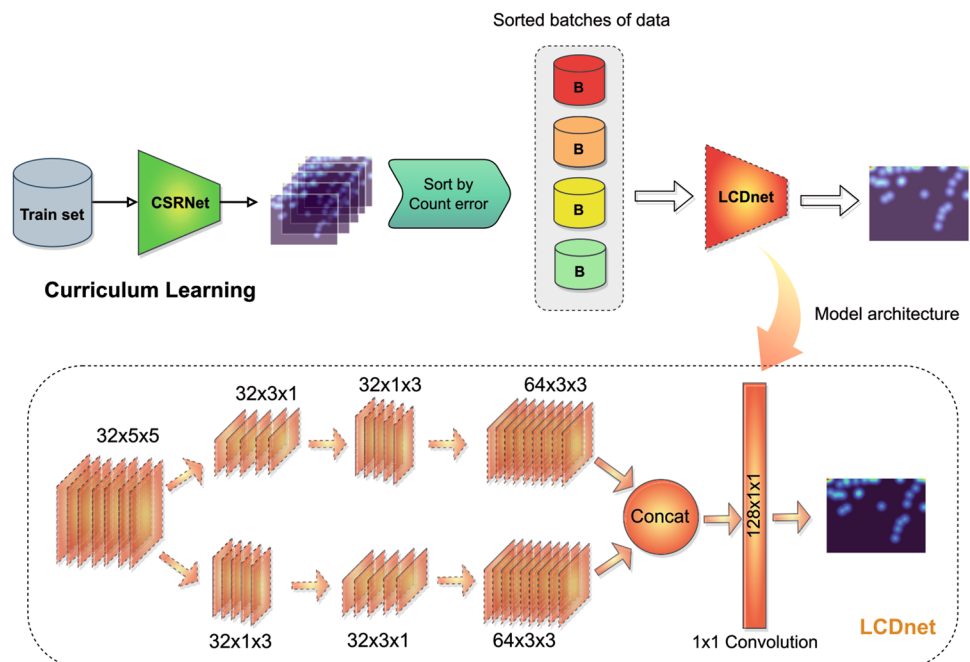 Sorted batches of data
B
B
B
B
Train set
CSRNet
Sort by
Count error
LCDnet
Curriculum Learning
Model architecture
32x5x5
32x3x1
32x1x3
64x3x3
32x1x3
32x3x1
64x3x3
Concat
128x1x1
1x1 Convolution
LCDnet